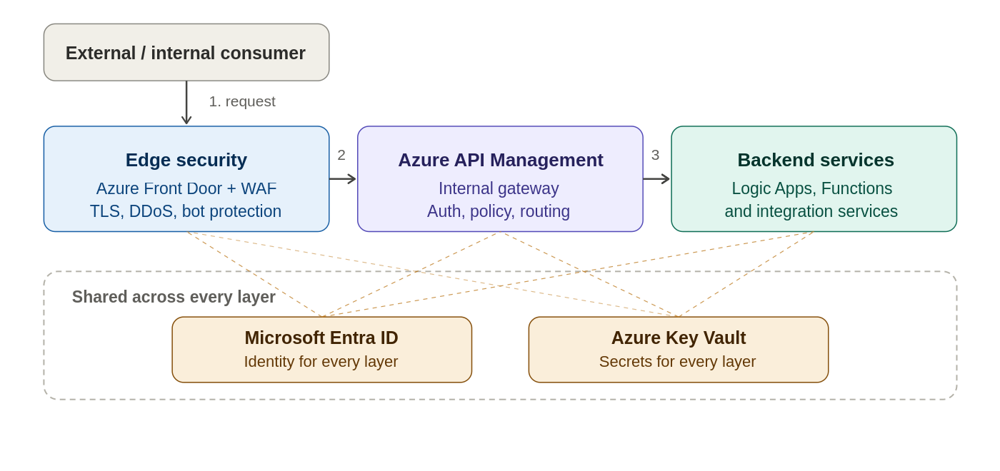 External / internal consumer
1. request
Edge security
Azure Front Door + WAF
TLS, DDoS, bot protection
2
Azure API Management
Internal gateway
Auth, policy, routing
3
Backend services
Logic Apps, Functions
and integration services
Shared across every layer
Microsoft Entra ID
Identity for every layer
Azure Key Vault
Secrets for every layer